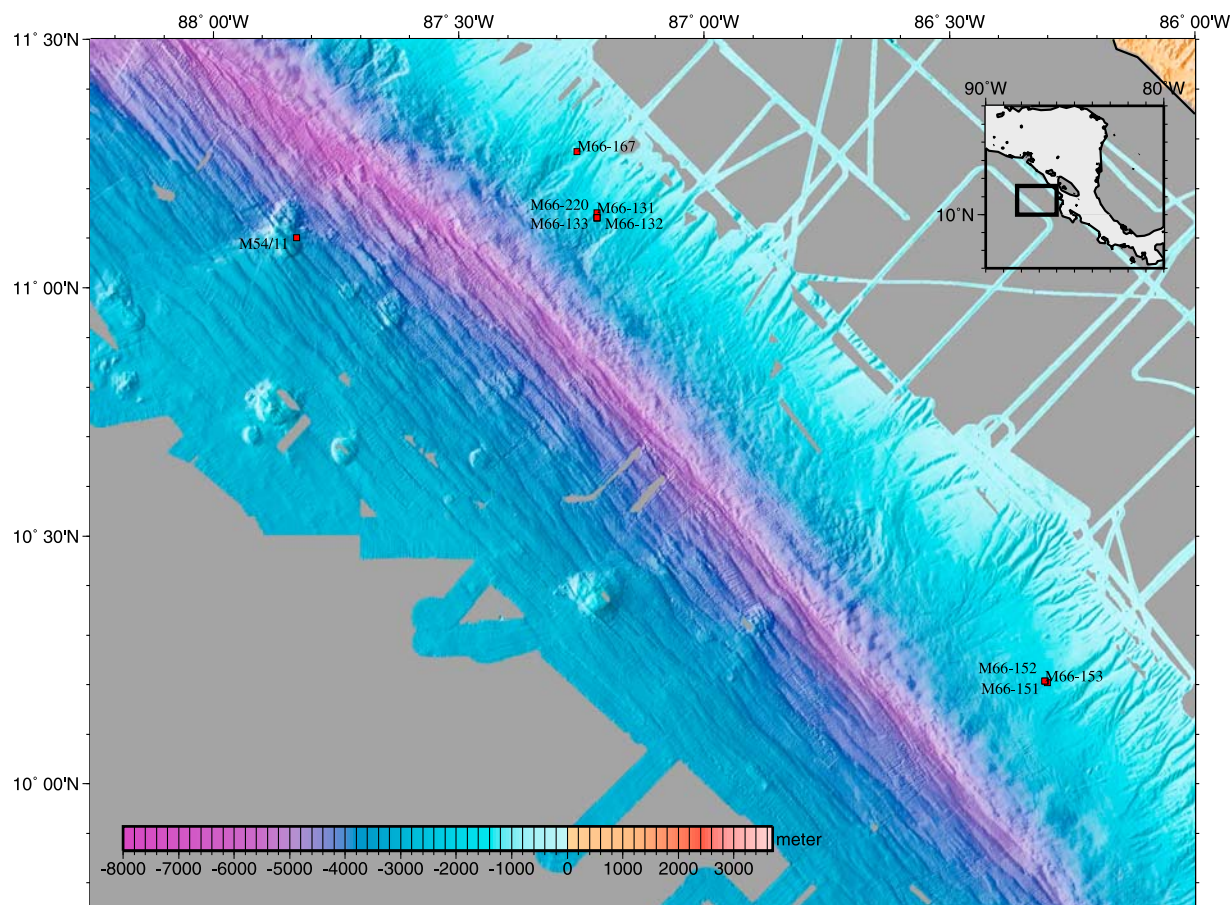 88˚ 00'W 87˚ 30'W 87˚ 00'W 86˚ 30'W 86˚ 00'W
11˚ 30'N
90˚W 80˚W
M66-167
M66-220 M66-131
M66-133 M66-132
10˚N
M54/11
11˚ 00'N
10˚ 30'N
M66-152 M66-153
M66-151
10˚ 00'N
meter
-8000 -7000 -6000 -5000 -4000 -3000 -2000 -1000 0 1000 2000 3000